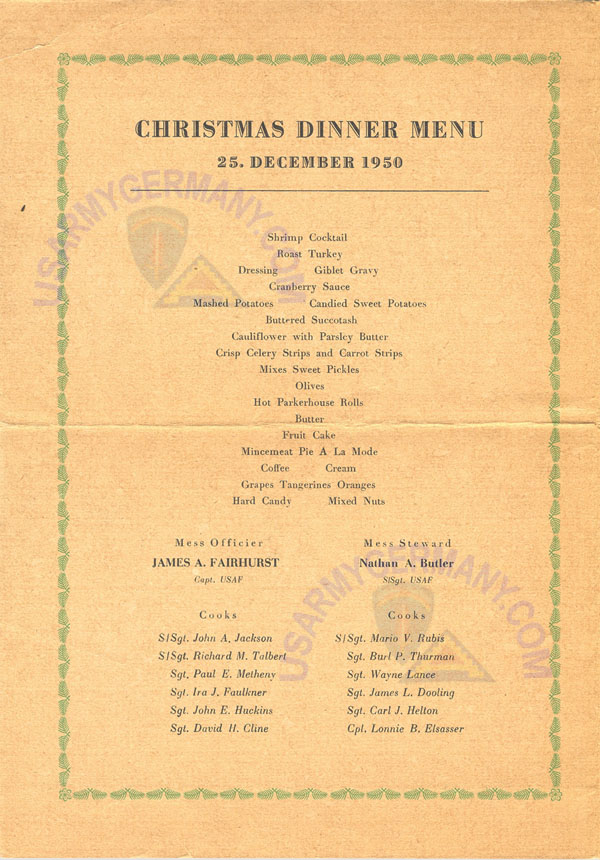 CHRISTMAS DINNER MENU
25. DECEMBER 1950
USARMYGERMANY.COM
Shrimp Cocktail
Roast Turkey
Dressing Giblet Gravy
Cranberry Sauce
Mashed Potatoes Candied Sweet Potatoes
Buttered Succotash
Cauliflower with Parsley Butter
Crisp Celery Strips and Carrot Strips
Mixes Sweet Pickles
Olives
Hot Parkerhouse Rolls
Butter
Fruit Cake
Mincemeat Pie A La Mode
Coffee Cream
Grapes Tangerines Oranges
Hard Candy Mixed Nuts
Mess Officier Mess Steward
JAMES A. FAIRHURST Nathan A. Butler
Capt. USAF S/Sgt. USAF
USARMYGERMANY.COM
Cooks Cooks
S/Sgt. John A, Jackson S/Sgt. Mario V. Rubis
S/Sgt. Richard M. Talbert Sgt. Burl P. Thurman
Sgt, Paul E. Metheny Sgt. Wayne Lance
Sgt. Ira J. Faulkner Sgt. James L. Dooling
Sgt. John E. Huckins Sgt. Carl J. Helton
Sgt. David H. Cline Cpl. Lonnie B. Elsasser